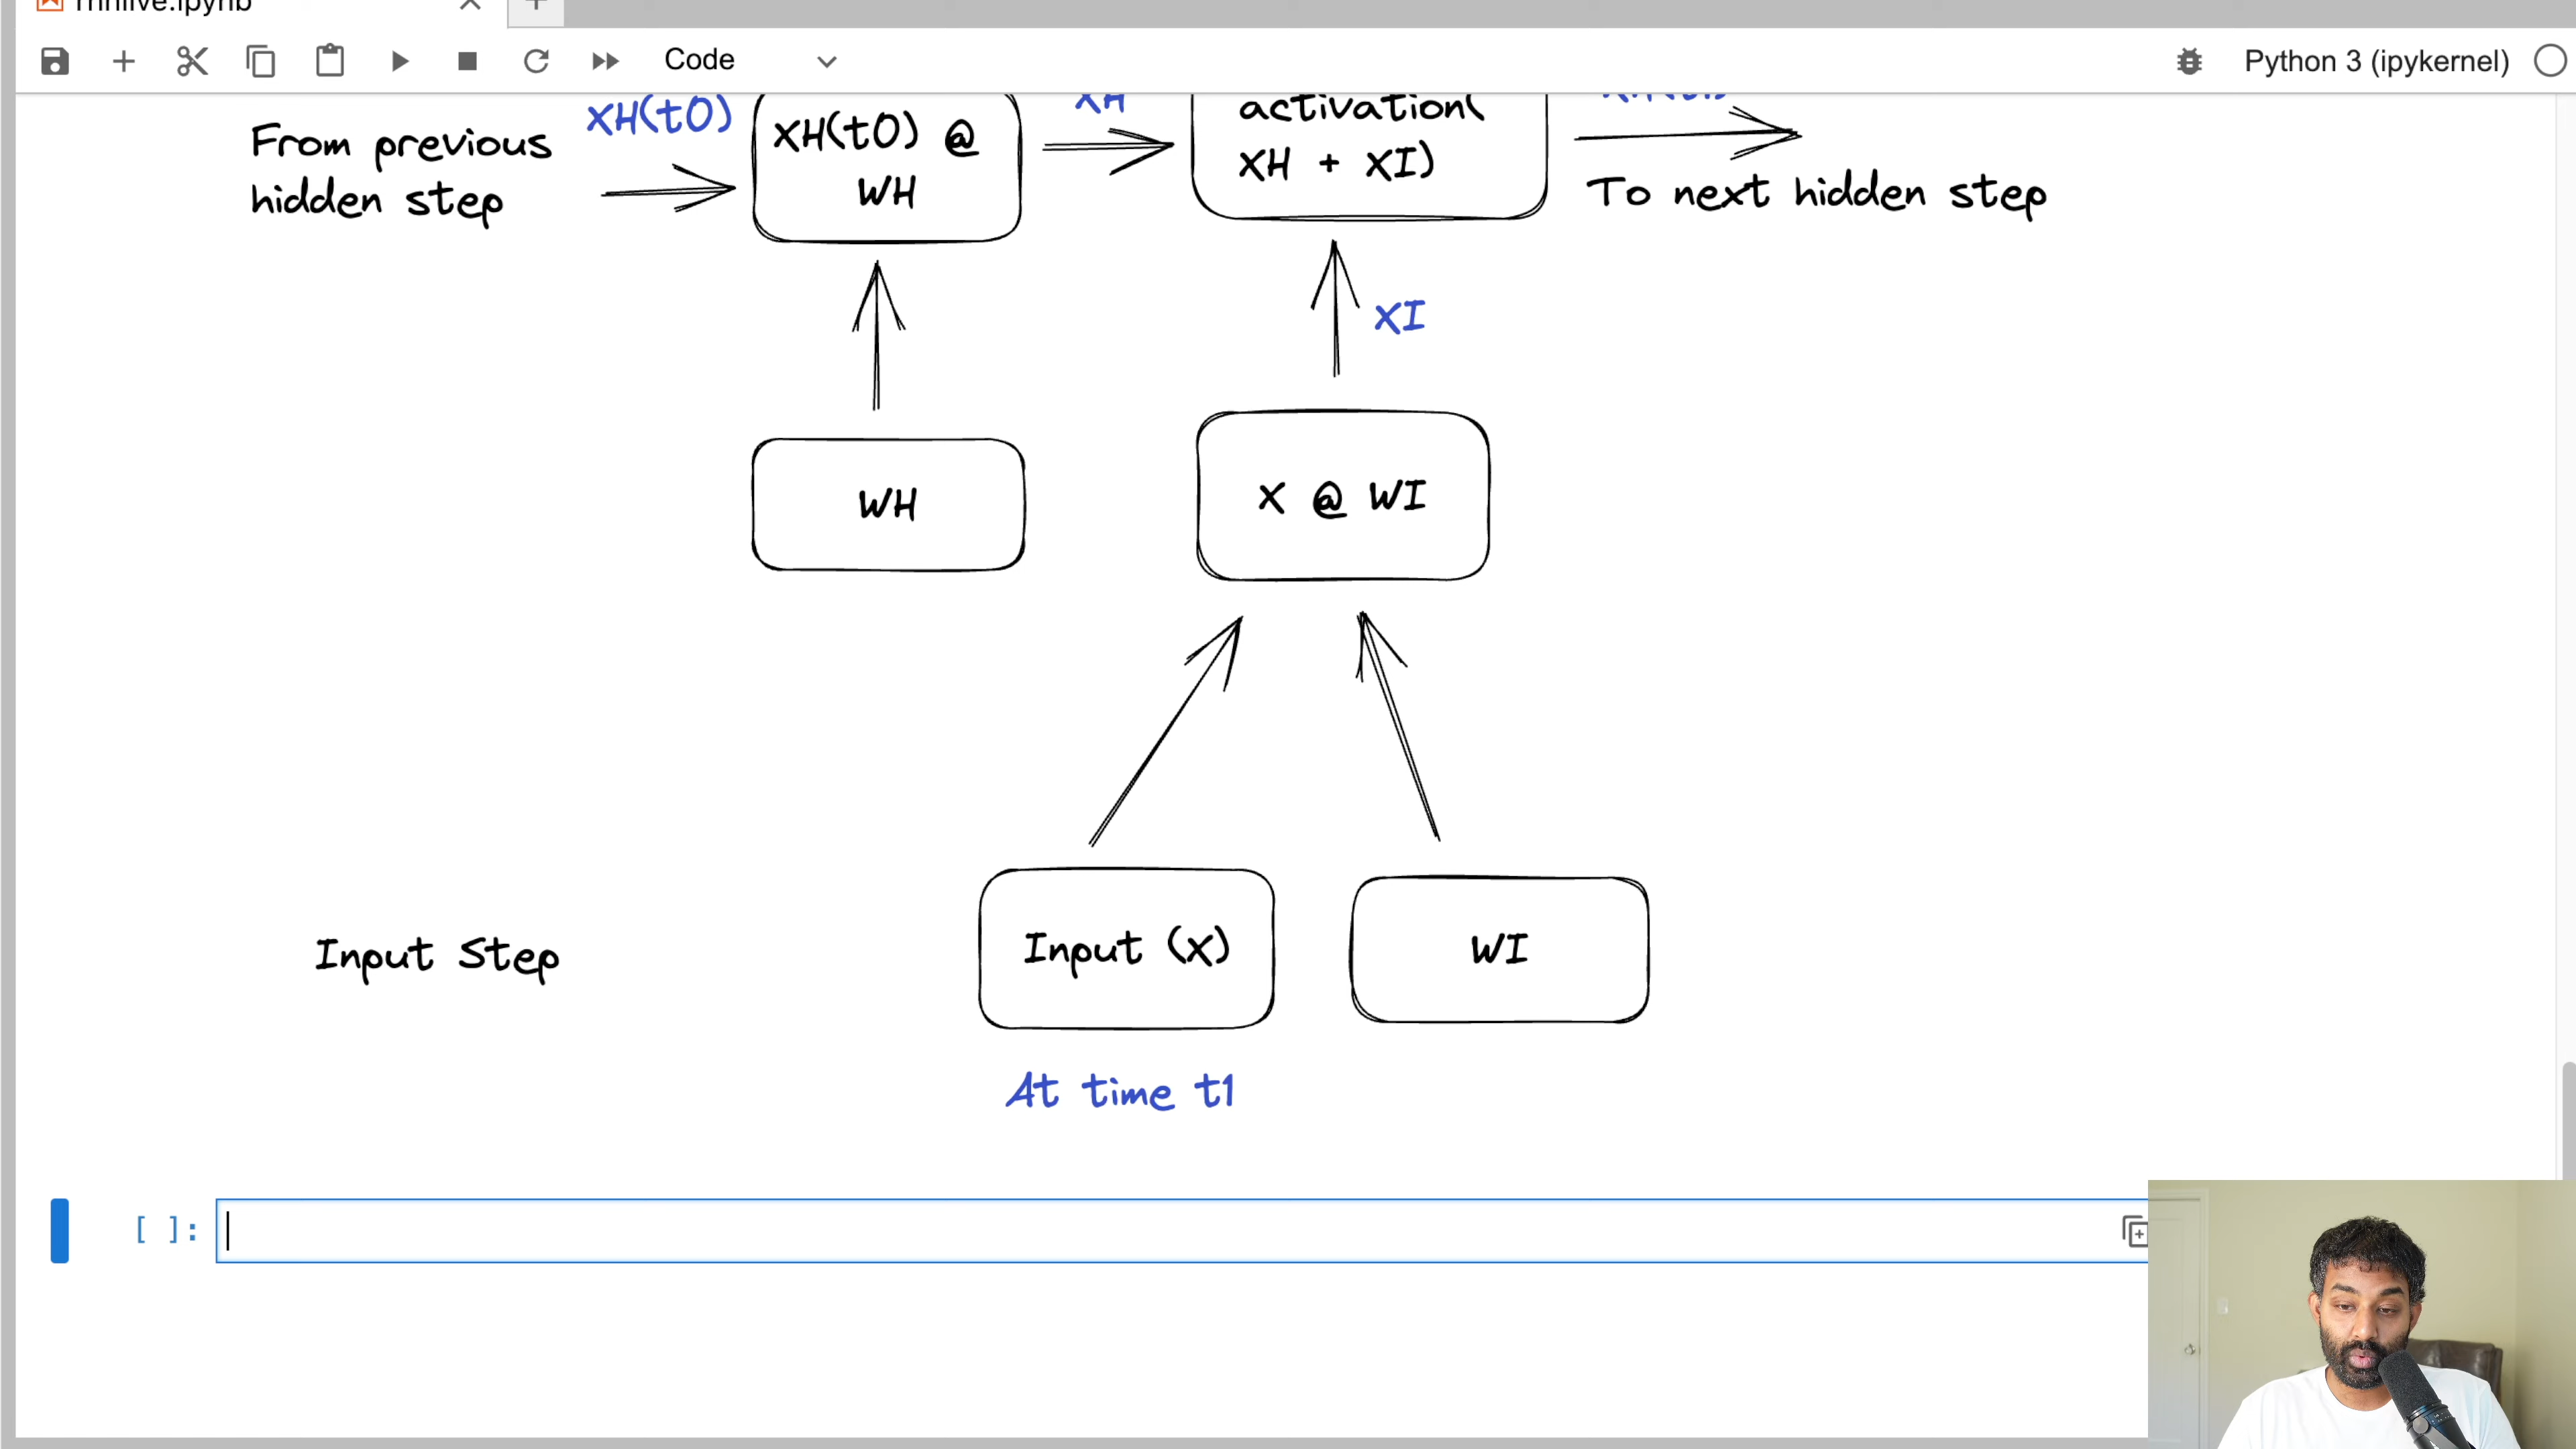 rnnlive.ipynb
Code
Python 3 (ipykernel)
From previous
hidden step
XH(t0)
XH(t0) @
WH
XH
activation(
XH + XI)
To next hidden step
XI
WH
X @ WI
Input Step
Input (X)
WI
At time t1
[ ]: